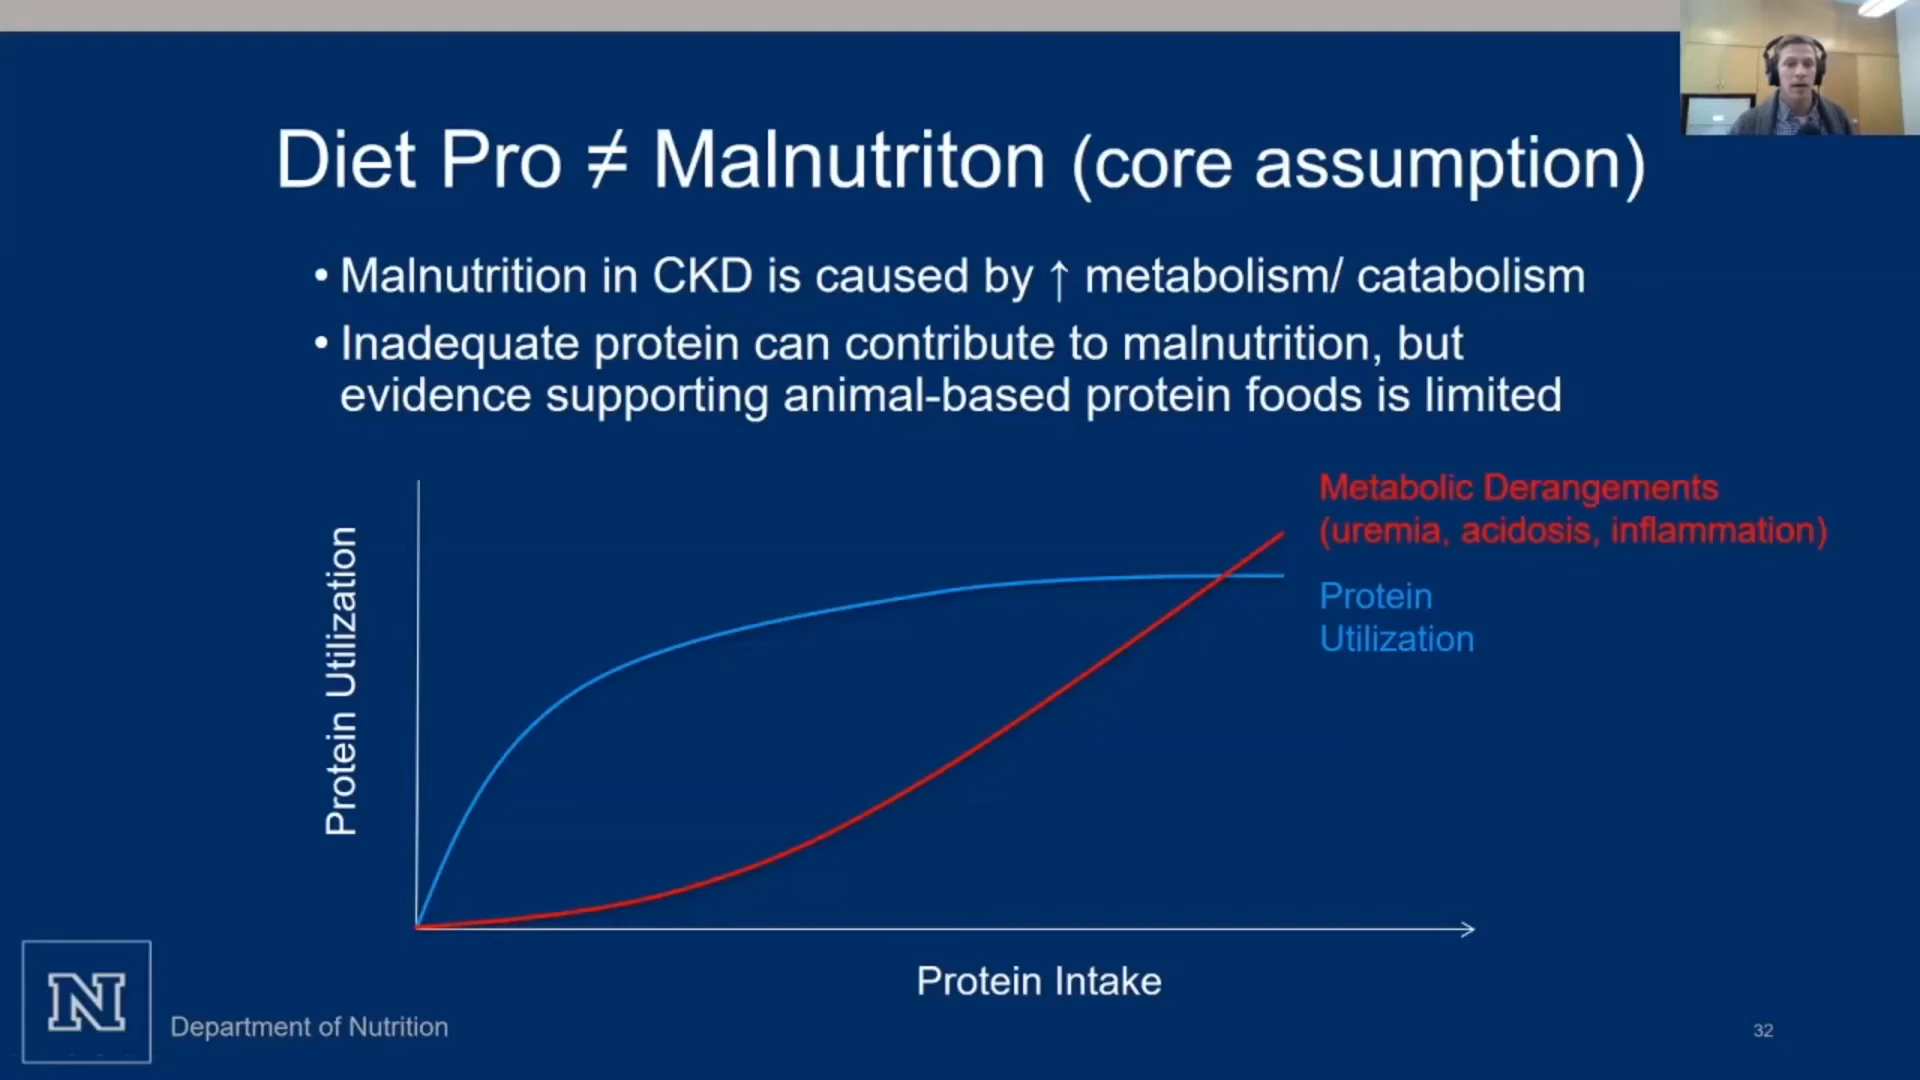 Diet Pro ≠ Malnutriton (core assumption)
• Malnutrition in CKD is caused by ↑ metabolism/ catabolism
• Inadequate protein can contribute to malnutrition, but
evidence supporting animal-based protein foods is limited
Metabolic Derangements
(uremia, acidosis, inflammation)
Protein
Utilization
Protein Utilization
Protein Intake
N
Department of Nutrition
32